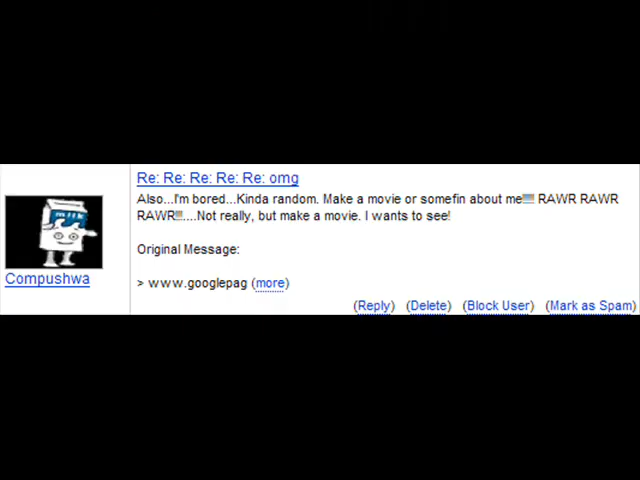 Re: Re: Re: Re: Re: omg
Also...I'm bored...Kinda random. Make a movie or somefin about me!!!! RAWR RAWR
RAWR!!!....Not really, but make a movie. I wants to see!
Original Message:
> www.googlepag (more)
milk
Compushwa
(Reply) (Delete) (Block User) (Mark as Spam)